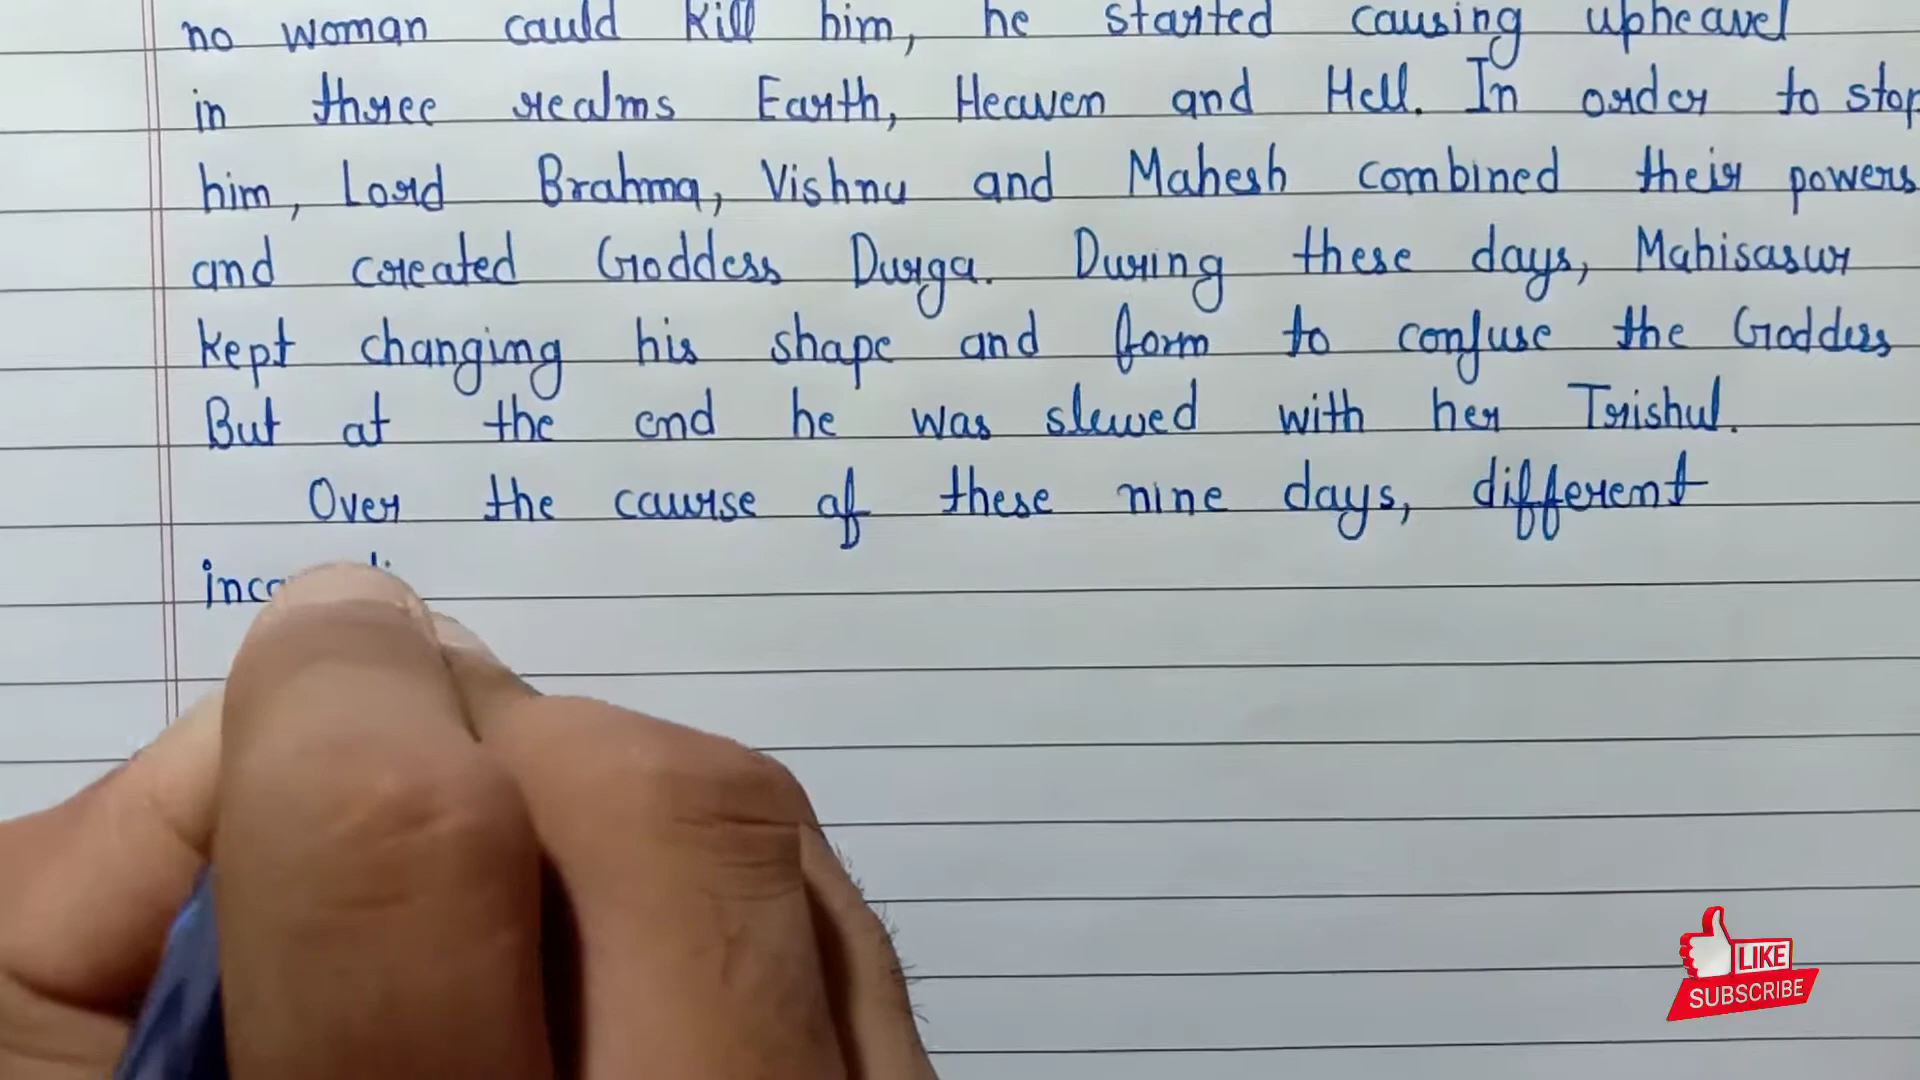 no woman could kill him, he started causing upheavel
in three realms Earth, Heaven and Hell. In order to stop
him, Lord Brahma, Vishnu and Mahesh combined their powers
and created Goddess Durga. During these days, Mahisasur
kept changing his shape and form to confuse the Goddess
But at the end he was slewed with her Trishul.
Over the course of these nine days, different
LIKE
SUBSCRIBE